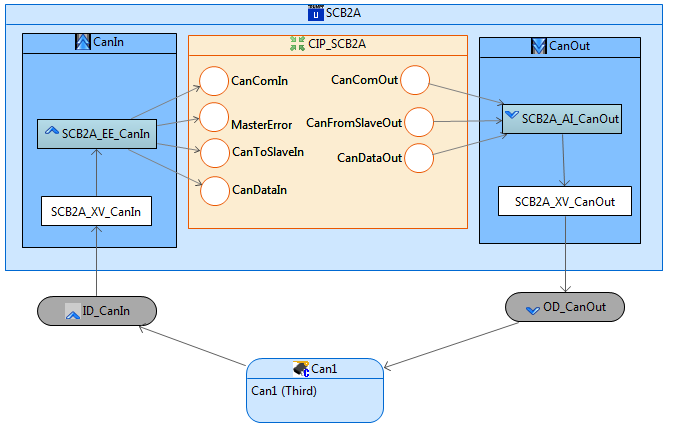 SCB2A
CanIn
CIP_SCB2A
CanOut
CanComIn
CanComOut
SCB2A_EE_CanIn
MasterError
CanFromSlaveOut
SCB2A_AI_CanOut
CanToSlaveIn
CanDataOut
CanDataIn
SCB2A_XV_CanIn
SCB2A_XV_CanOut
ID_CanIn
OD_CanOut
Can1
Can1 (Third)